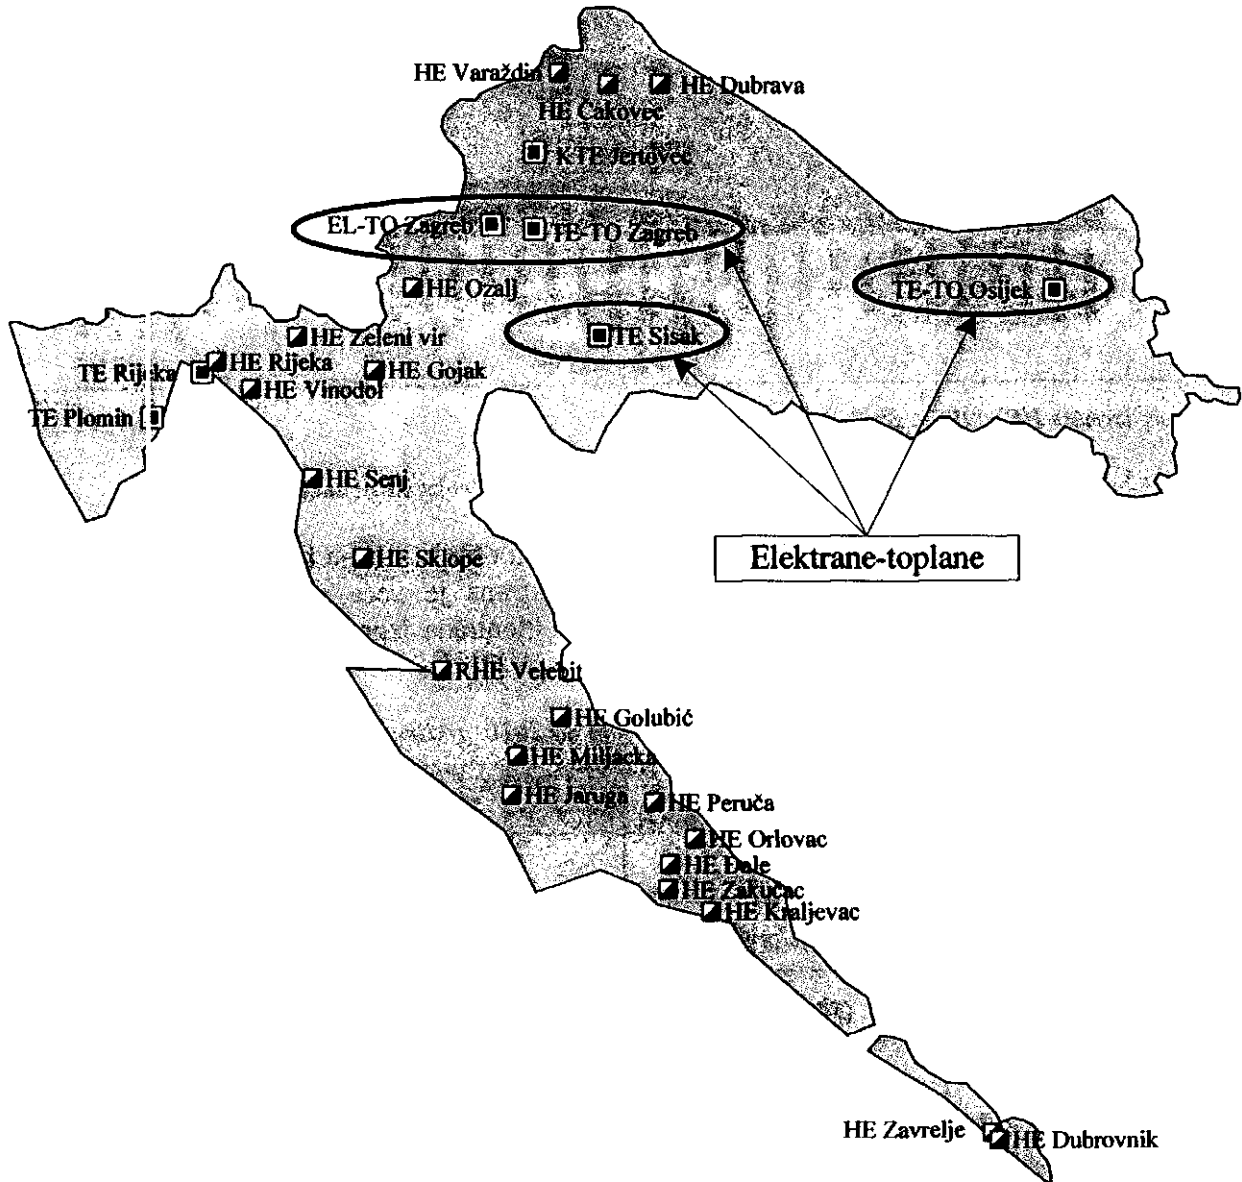 HE Varaždin
HE Dubrava
HE Čakovec
KTE Jertovec
EL-TO Zagreb
TE-TO Zagreb
HE Ozalj
TE-TO Osijek
HE Zeleni vir
TE Sisak
HE Rijeka
TE Rijeka
HE Gojak
HE Vinodol
TE Plomin
HE Senj
Elektrane-toplane
HE Sklope
RHE Velebit
HE Golubić
HE Miljacka
HE Jaruga
HE Peruča
HE Orlovac
HE Đale
HE Zakučac
HE Kraljevac
HE Zavrelje
HE Dubrovnik